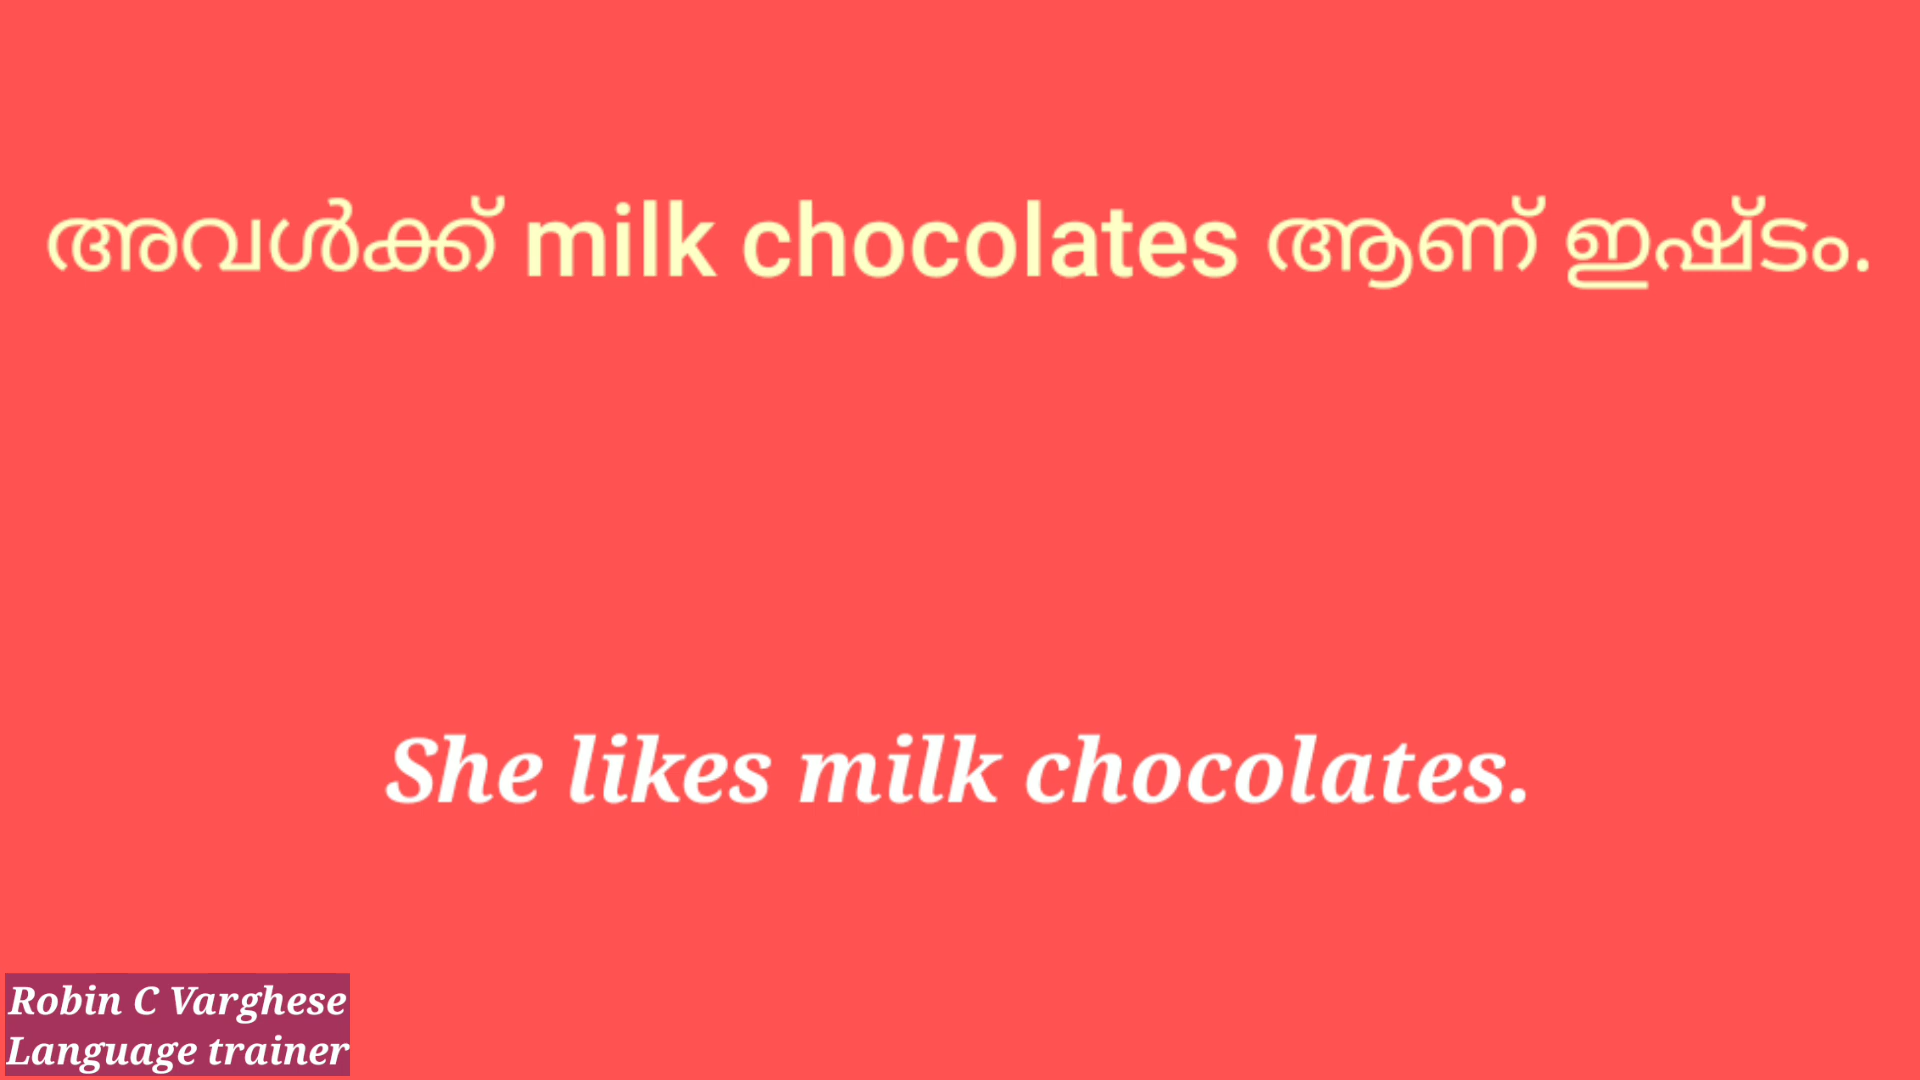 അവൾക്ക് milk chocolates ആണ് ഇഷ്ടം.
She likes milk chocolates.
Robin C Varghese
Language trainer